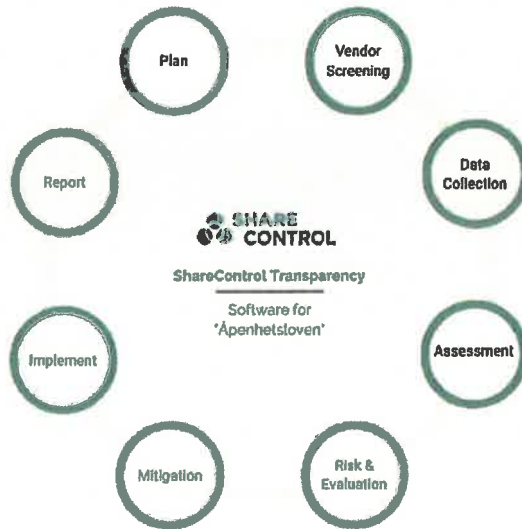 Plan
Vendor
Screening
Data
Collection
Assessment
Risk &
Evaluation
Mitigation
Implement
Report
SHARE
CONTROL
ShareControl Transparency
Software for
"Åpenhetsloven"